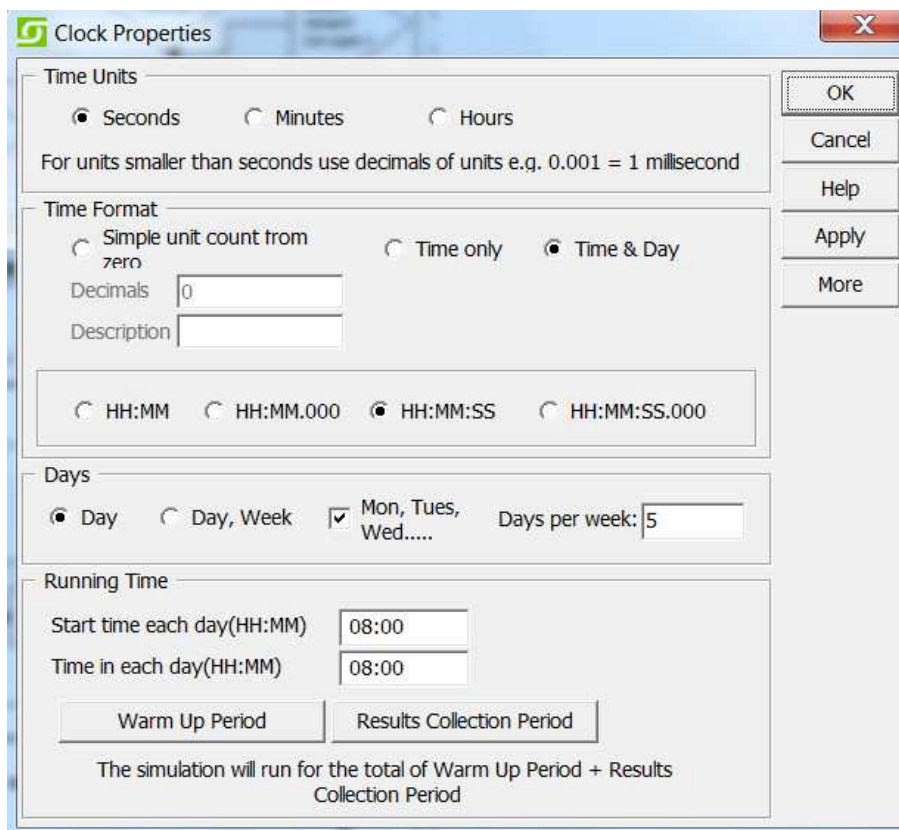 Clock Properties
Time Units
Seconds
Minutes
Hours
For units smaller than seconds use decimals of units e.g. 0.001 = 1 millisecond
Time Format
Simple unit count from
zero
Time only
Time & Day
Decimals
0
Description
HH:MM
HH:MM.000
HH:MM:SS
HH:MM:SS.000
Days
Day
Day, Week
Mon, Tues,
Wed.....
Days per week:
5
Running Time
Start time each day(HH:MM)
08:00
Time in each day(HH:MM)
08:00
Warm Up Period
Results Collection Period
The simulation will run for the total of Warm Up Period + Results
Collection Period
OK
Cancel
Help
Apply
More